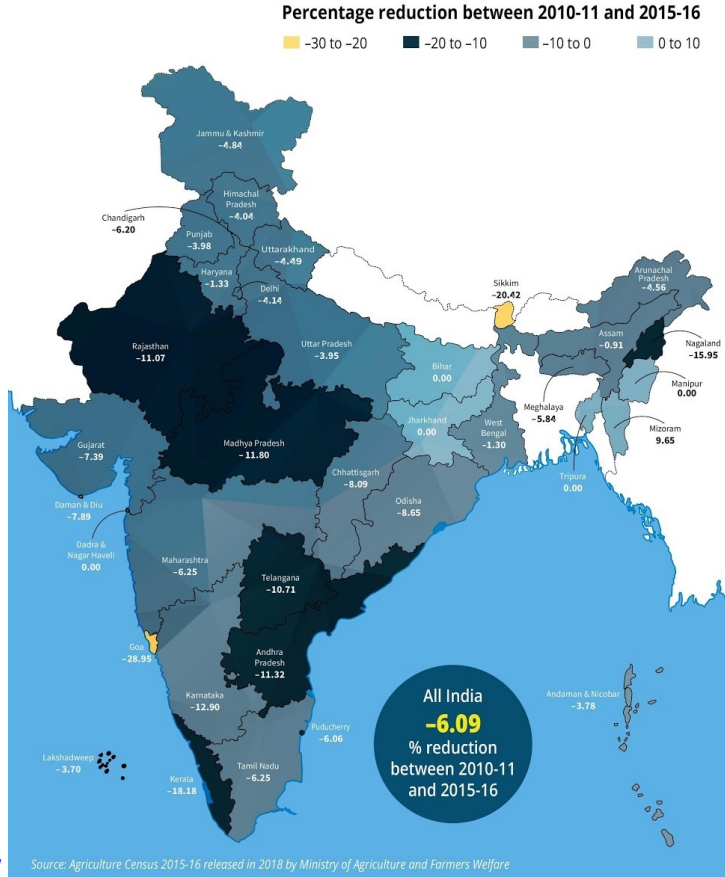 Percentage reduction between 2010-11 and 2015-16
–30 to –20
–20 to –10
–10 to 0
0 to 10
Jammu & Kashmir
–4.84
Himachal
Pradesh
–4.04
Chandigarh
–6.20
Punjab
–3.98
Uttarakhand
–4.49
Haryana
–1.33
Delhi
–4.14
Sikkim
–20.42
Arunachal
Pradesh
–4.56
Rajasthan
–11.07
Uttar Pradesh
–3.95
Assam
–0.91
Nagaland
–15.95
Bihar
0.00
Manipur
0.00
Meghalaya
–5.84
Jharkhand
0.00
West
Bengal
–1.30
Mizoram
9.65
Gujarat
–7.39
Madhya Pradesh
–11.80
Chhattisgarh
–8.09
Tripura
0.00
Odisha
–8.65
Daman & Diu
–7.89
Dadra &
Nagar Haveli
0.00
Maharashtra
–6.25
Telangana
–10.71
Goa
–28.95
Andhra
Pradesh
–11.32
Karnataka
–12.90
Andaman & Nicobar
–3.78
Puducherry
–6.06
Lakshadweep
–3.70
Kerala
–18.18
Tamil Nadu
–6.25
All India
–6.09
% reduction
between 2010-11
and 2015-16
Source: Agriculture Census 2015-16 released in 2018 by Ministry of Agriculture and Farmers Welfare